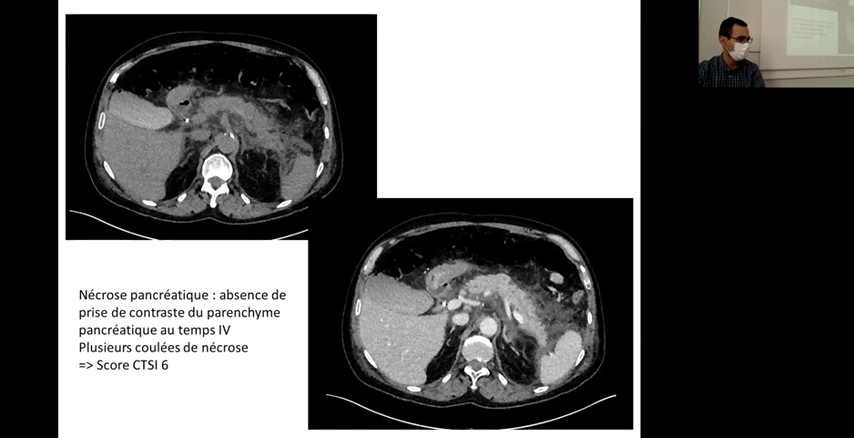 Nécrose pancréatique : absence de
prise de contraste du parenchyme
pancréatique au temps IV
Plusieurs coulées de nécrose
=> Score CTSI 6